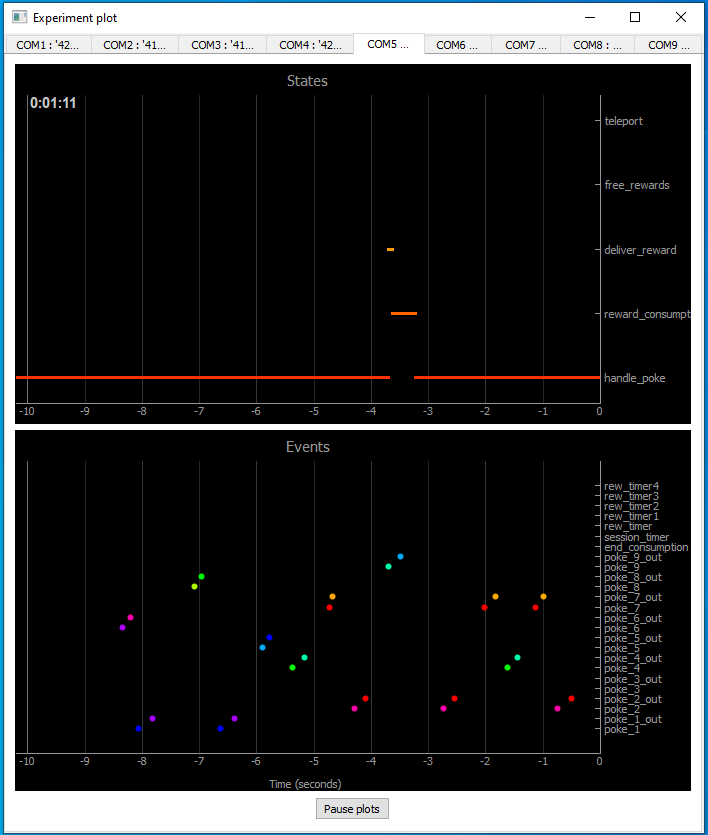 Experiment plot
COM1 : '42... COM2 : '41... COM3 : '41... COM4 : '42... COM5 ... COM6 ... COM7 ... COM8 : ... COM9 ...
States
0:01:11
teleport
free_rewards
deliver_reward
reward_consumpt
handle_poke
-10 -9 -8 -7 -6 -5 -4 -3 -2 -1 0
Events
rew_timer4
rew_timer3
rew_timer2
rew_timer1
rew_timer
session_timer
end_consumption
poke_9_out
poke_9
poke_8_out
poke_8
poke_7_out
poke_7
poke_6_out
poke_6
poke_5_out
poke_5
poke_4_out
poke_4
poke_3_out
poke_3
poke_2_out
poke_2
poke_1_out
poke_1
-10 -9 -8 -7 -6 -5 -4 -3 -2 -1 0
Time (seconds)
Pause plots